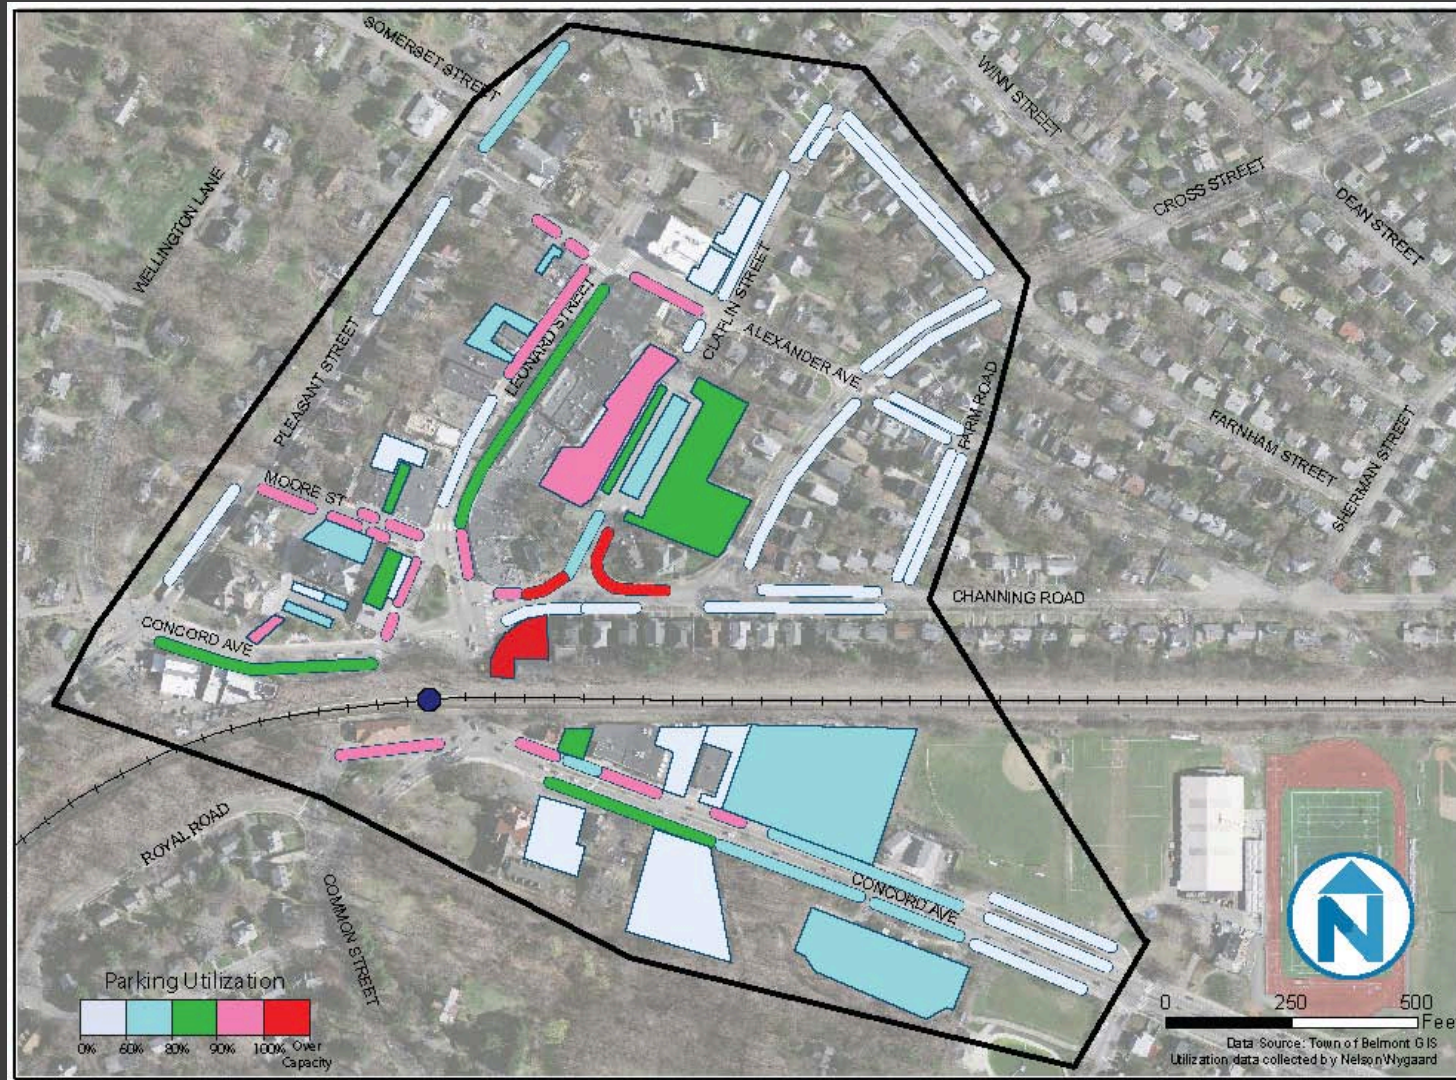 SOMERSET STREET
WINN STREET
WELLINGTON LANE
CROSS STREET
DEAN STREET
CLAFLIN STREET
LEONARD STREET
ALEXANDER AVE
PLEASANT STREET
FARM ROAD
FARNHAM STREET
SHERMAN STREET
MOORE ST
CHANNING ROAD
CONCORD AVE
ROYAL ROAD
COMMON STREET
CONCORD AVE
N
Parking Utilization
0% 60% 80% 90% 100% Over Capacity
0 250 500
Feet
Data Source: Town of Belmont GIS
Utilization data collected by Nelson\Nygaard